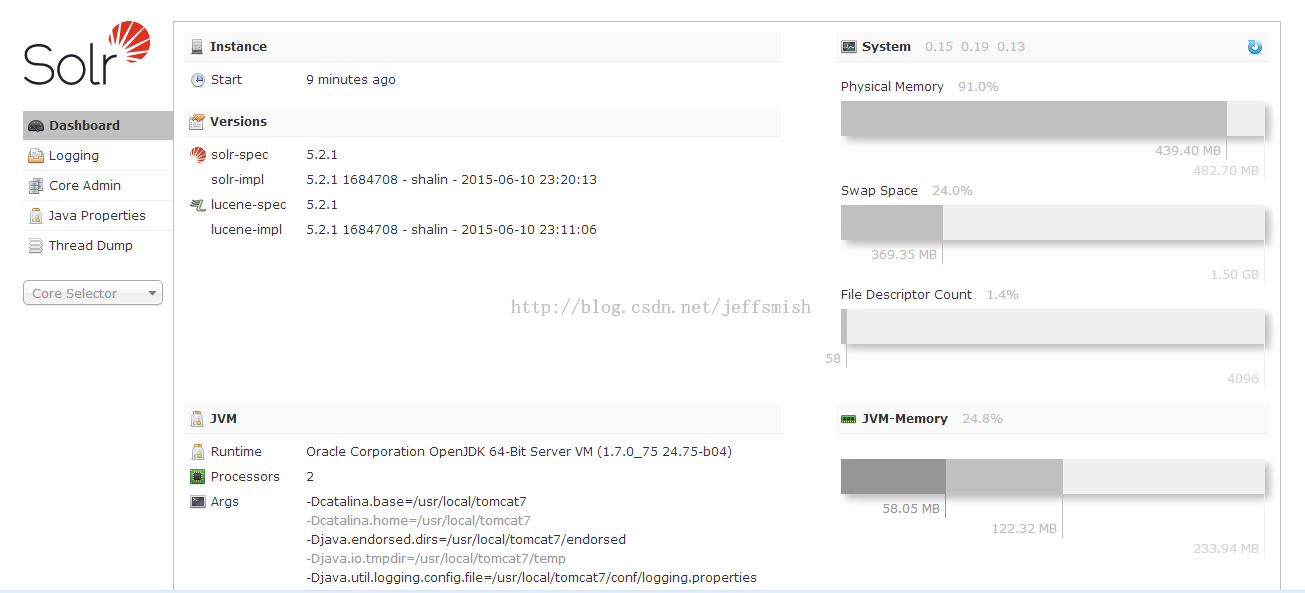 Solr
Dashboard
Logging
Core Admin
Java Properties
Thread Dump
Core Selector
Instance
Start 9 minutes ago
Versions
solr-spec 5.2.1
solr-impl 5.2.1 1684708 - shalin - 2015-06-10 23:20:13
lucene-spec 5.2.1
lucene-impl 5.2.1 1684708 - shalin - 2015-06-10 23:11:06
http://blog.csdn.net/jeffsmish
JVM
Runtime Oracle Corporation OpenJDK 64-Bit Server VM (1.7.0_75 24.75-b04)
Processors 2
Args -Dcatalina.base=/usr/local/tomcat7
-Dcatalina.home=/usr/local/tomcat7
-Djava.endorsed.dirs=/usr/local/tomcat7/endorsed
-Djava.io.tmpdir=/usr/local/tomcat7/temp
-Djava.util.logging.config.file=/usr/local/tomcat7/conf/logging.properties
System 0.15 0.19 0.13
Physical Memory 91.0%
439.40 MB
482.70 MB
Swap Space 24.0%
369.35 MB
1.50 GB
File Descriptor Count 1.4%
58
4096
JVM-Memory 24.8%
58.05 MB
122.32 MB
233.94 MB